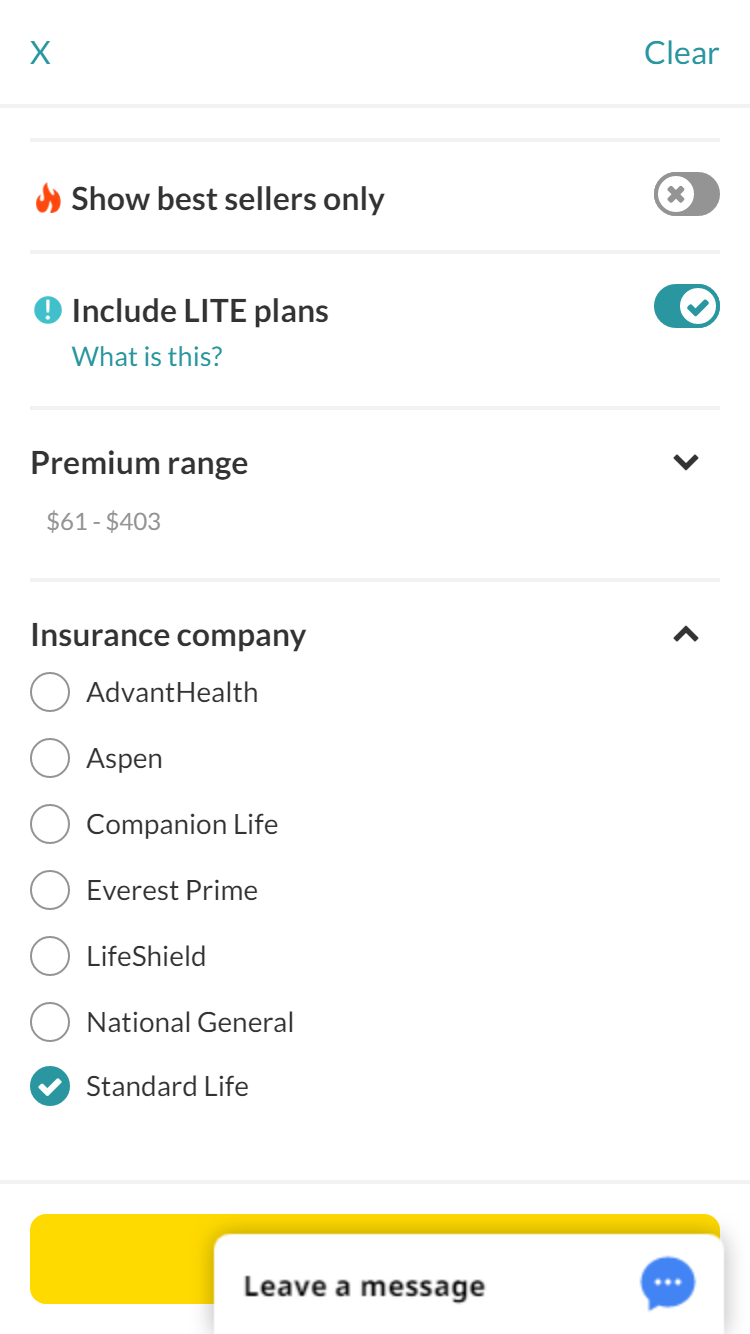 X
Clear
Show best sellers only
Include LITE plans
What is this?
Premium range
$61 - $403
Insurance company
AdvantHealth
Aspen
Companion Life
Everest Prime
LifeShield
National General
Standard Life
Leave a message